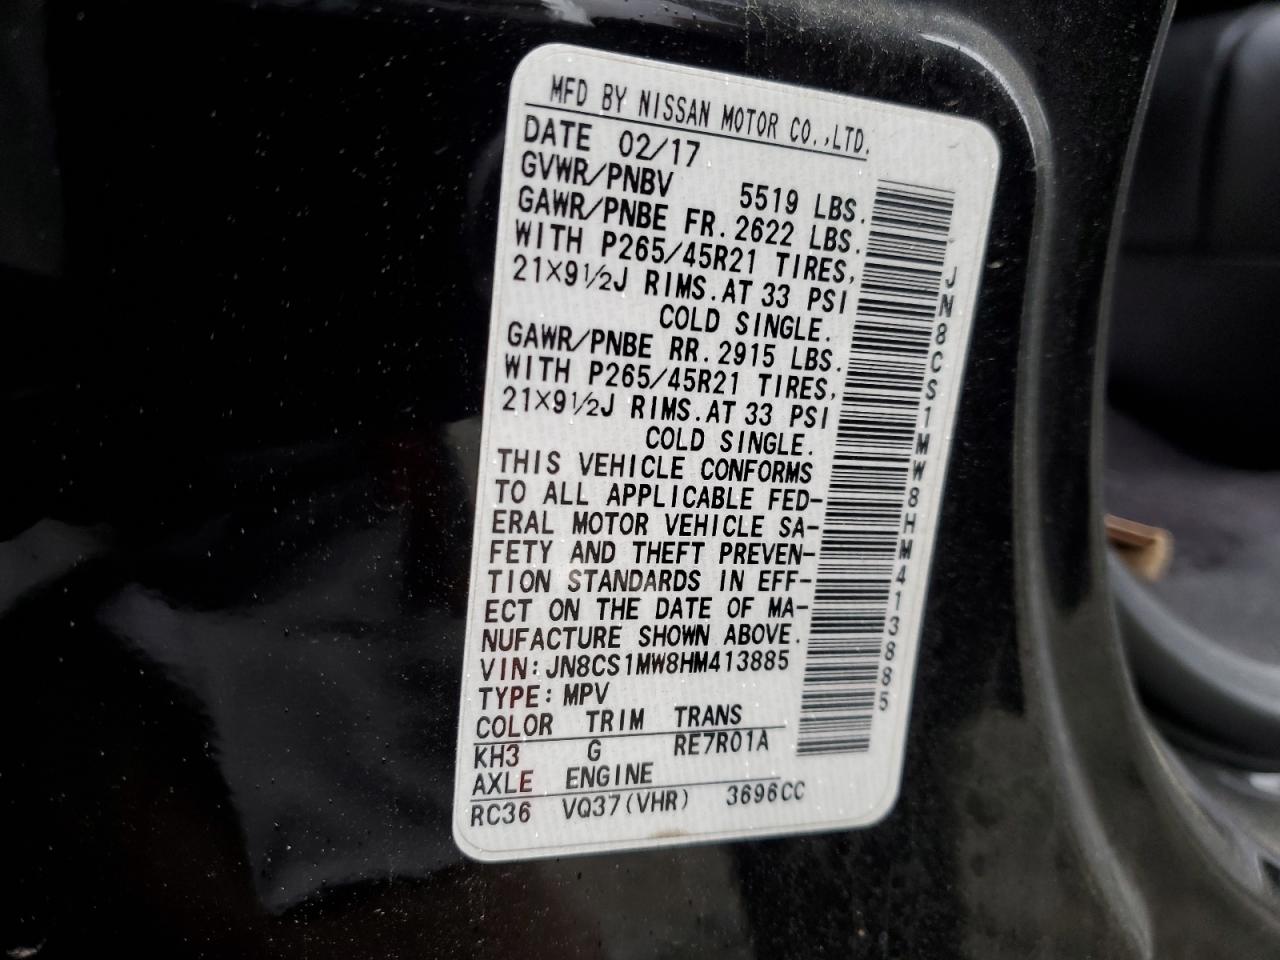 MFD BY NISSAN MOTOR CO.,LTD.
DATE 02/17
GVWR/PNBV 5519 LBS.
GAWR/PNBE FR.2622 LBS.
WITH P265/45R21 TIRES,
21×9½J RIMS.AT 33 PSI
COLD SINGLE.
GAWR/PNBE RR.2915 LBS.
WITH P265/45R21 TIRES,
21×9½J RIMS.AT 33 PSI
COLD SINGLE.
THIS VEHICLE CONFORMS
TO ALL APPLICABLE FED-
ERAL MOTOR VEHICLE SA-
FETY AND THEFT PREVEN-
TION STANDARDS IN EFF-
ECT ON THE DATE OF MA-
NUFACTURE SHOWN ABOVE.
VIN:JN8CS1MW8HM413885
TYPE:MPV
COLOR TRIM TRANS
KH3 G RE7R01A
AXLE ENGINE
RC36 VQ37(VHR) 3696CC
JN8CS1MW8HM413885